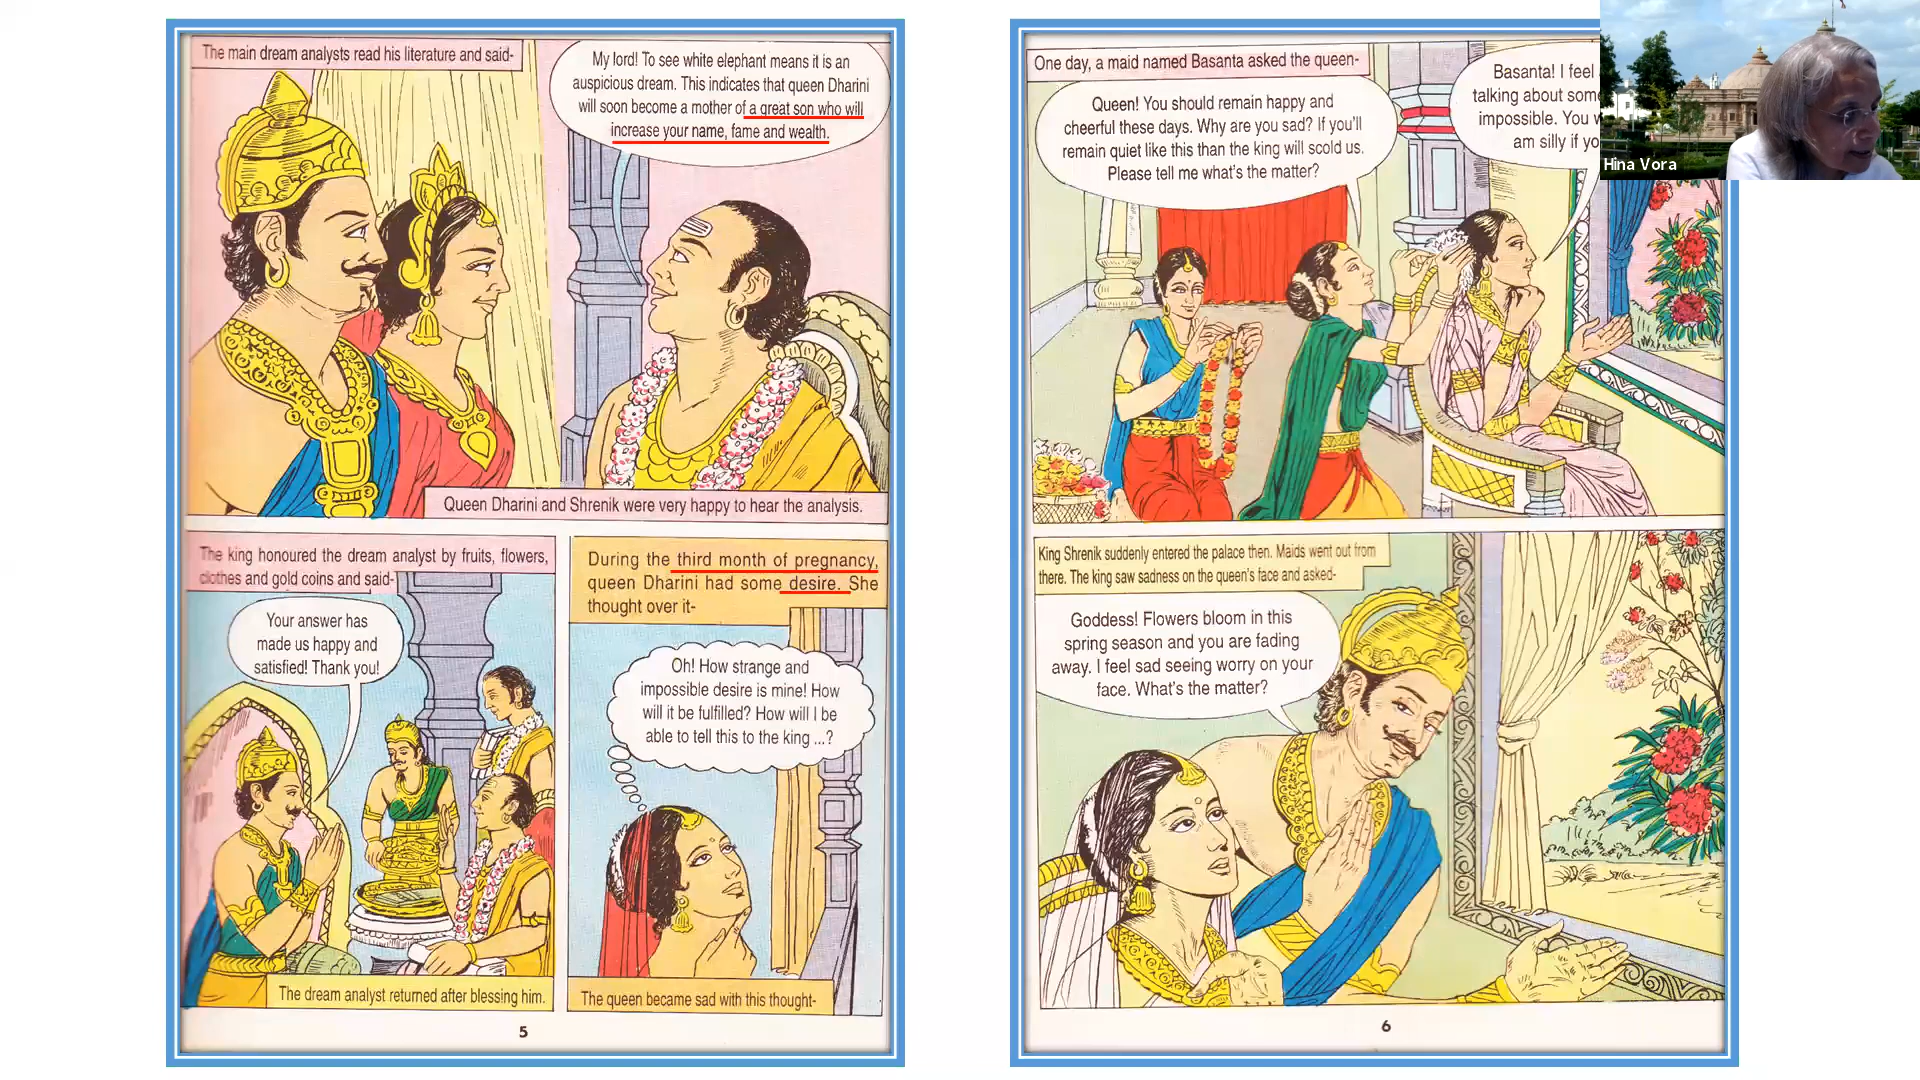 The main dream analysts read his literature and said-
My lord! To see white elephant means it is an
auspicious dream. This indicates that queen Dharini
will soon become a mother of a great son who will
increase your name, fame and wealth.
Queen Dharini and Shrenik were very happy to hear the analysis.
The king honoured the dream analyst by fruits, flowers,
clothes and gold coins and said-
Your answer has
made us happy and
satisfied! Thank you!
The dream analyst returned after blessing him.
During the third month of pregnancy,
queen Dharini had some desire. She
thought over it-
Oh! How strange and
impossible desire is mine! How
will it be fulfilled? How will I be
able to tell this to the king ...?
The queen became sad with this thought-
5
One day, a maid named Basanta asked the queen-
Queen! You should remain happy and
cheerful these days. Why are you sad? If you'll
remain quiet like this than the king will scold us.
Please tell me what's the matter?
Basanta! I feel
talking about
impossible. You
am silly if
Hina Vora
King Shrenik suddenly entered the palace then. Maids went out from
there. The king saw sadness on the queen's face and asked-
Goddess! Flowers bloom in this
spring season and you are fading
away. I feel sad seeing worry on your
face. What's the matter?
6